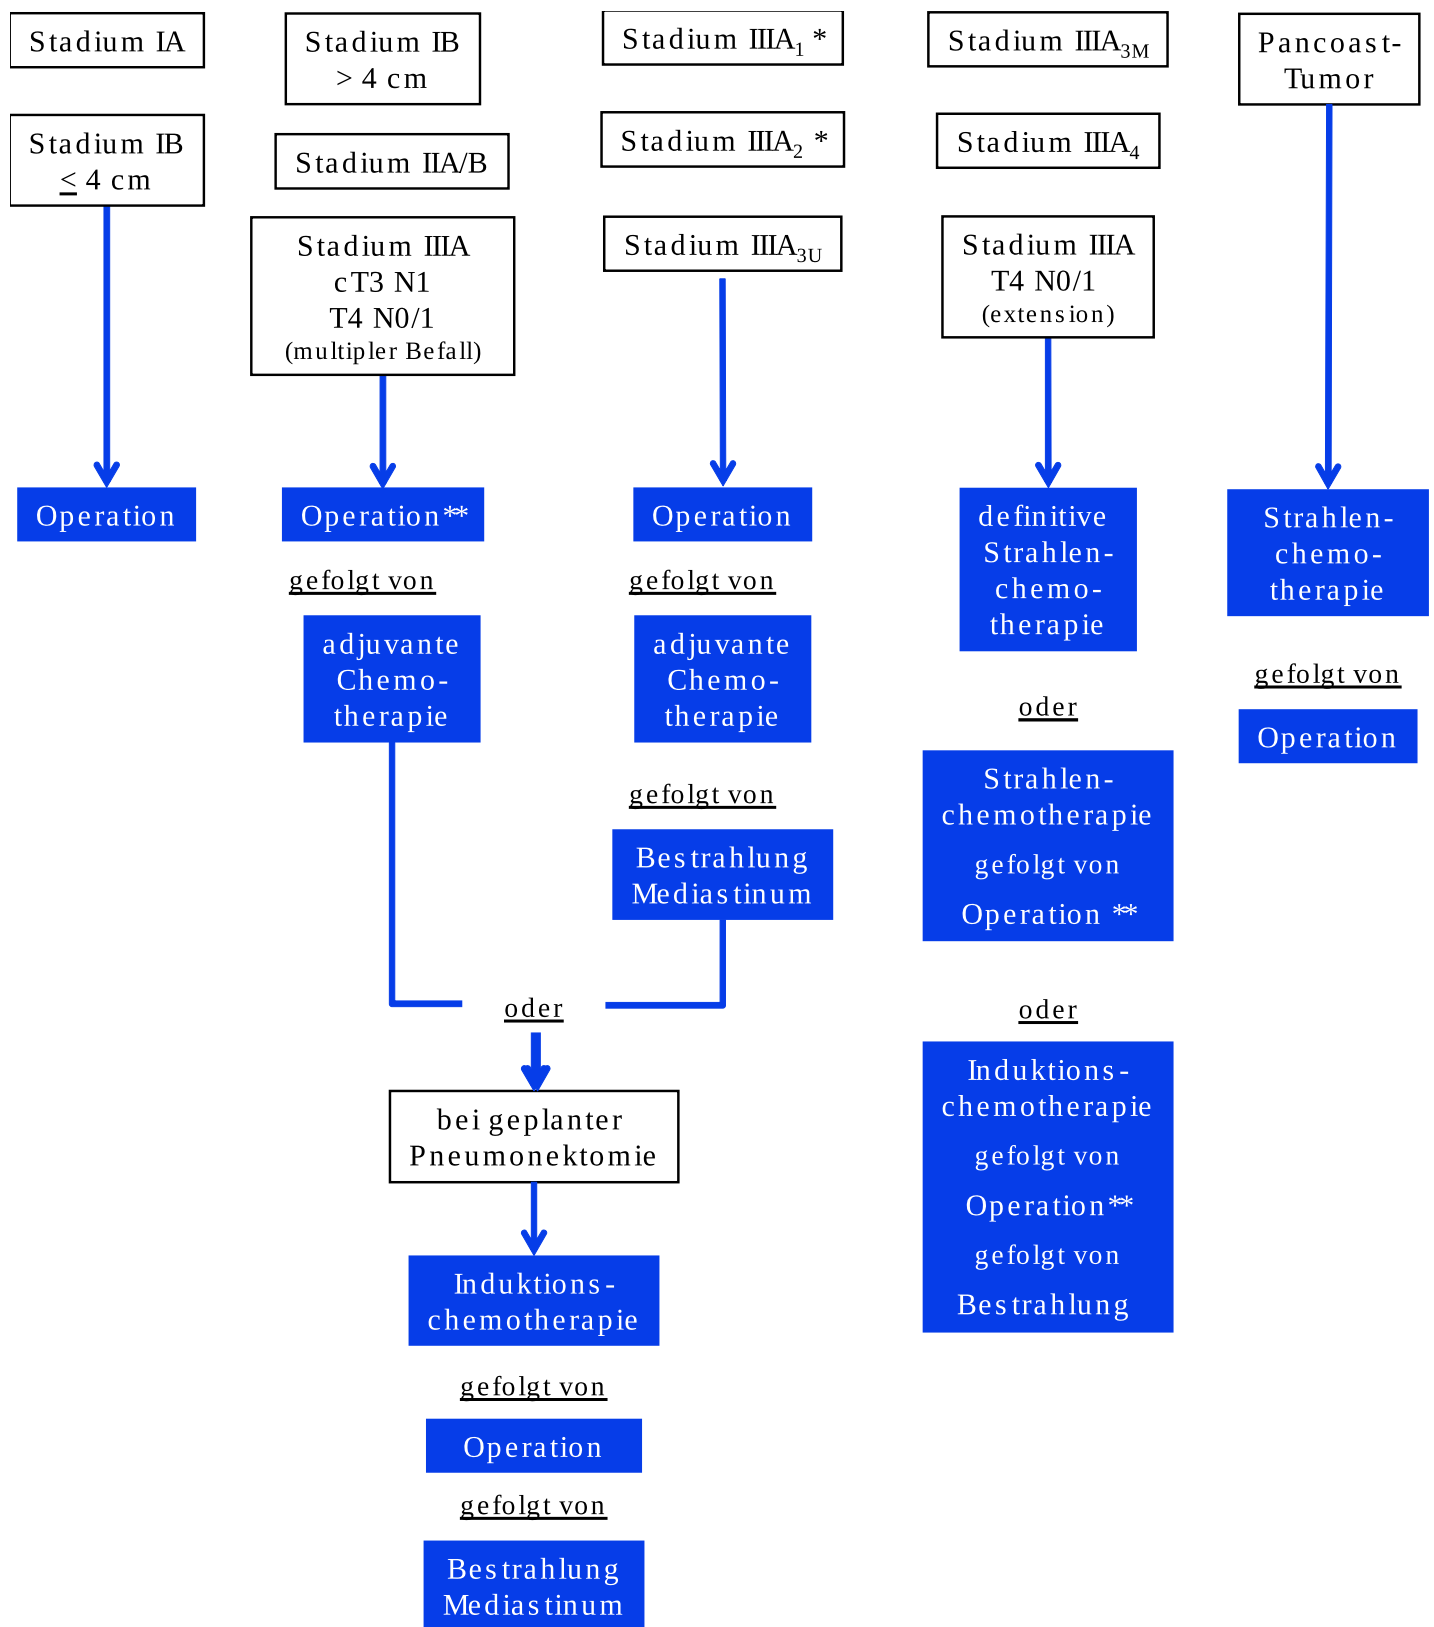 Stadium IA
Stadium IB
≤ 4 cm
Operation
Stadium IB
> 4 cm
Stadium IIA/B
Stadium IIIA
cT3 N1
T4 N0/1
(multipler Befall)
Operation**
gefolgt von
adjuvante
Chemo-
therapie
Stadium IIIA1 *
Stadium IIIA2 *
Stadium IIIA3U
Operation
gefolgt von
adjuvante
Chemo-
therapie
gefolgt von
Bestrahlung
Mediastinum
oder
bei geplanter
Pneumonektomie
Induktions-
chemotherapie
gefolgt von
Operation
gefolgt von
Bestrahlung
Mediastinum
Stadium IIIA3M
Stadium IIIA4
Stadium IIIA
T4 N0/1
(extension)
definitive
Strahlen-
chemo-
therapie
oder
Strahlen-
chemotherapie
gefolgt von
Operation **
oder
Induktions-
chemotherapie
gefolgt von
Operation**
gefolgt von
Bestrahlung
Pancoast-
Tumor
Strahlen-
chemo-
therapie
gefolgt von
Operation